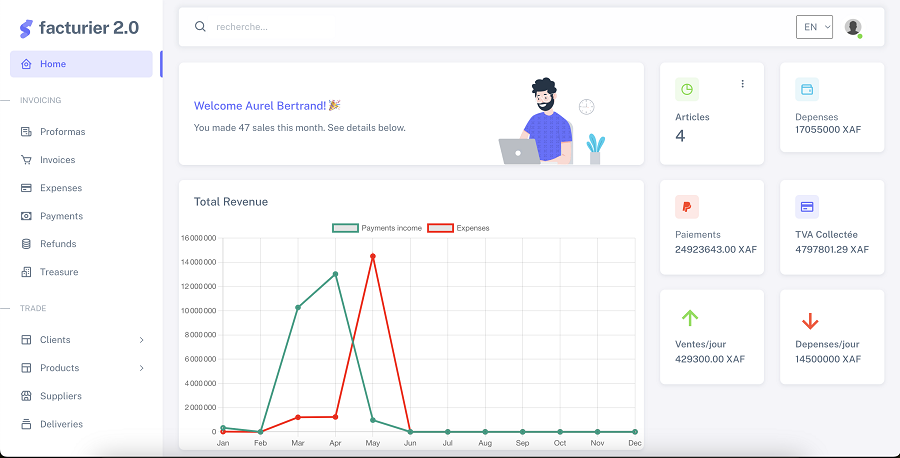 facturier 2.0
Home
INVOICING
Proformas
Invoices
Expenses
Payments
Refunds
Treasure
TRADE
Clients
Products
Suppliers
Deliveries
recherche...
EN
Welcome Aurel Bertrand!🎉
You made 47 sales this month. See details below.
Articles
4
Depenses
17055000 XAF
Paiements
24923643.00 XAF
TVA Collectée
4797801.29 XAF
Ventes/jour
429300.00 XAF
Depenses/jour
14500000 XAF
Total Revenue
Payments income Expenses
16 000 000
14 000 000
12 000 000
10 000 000
8 000 000
6 000 000
4 000 000
2 000 000
0
Jan Feb Mar Apr May Jun Jul Aug Sep Oct Nov Dec